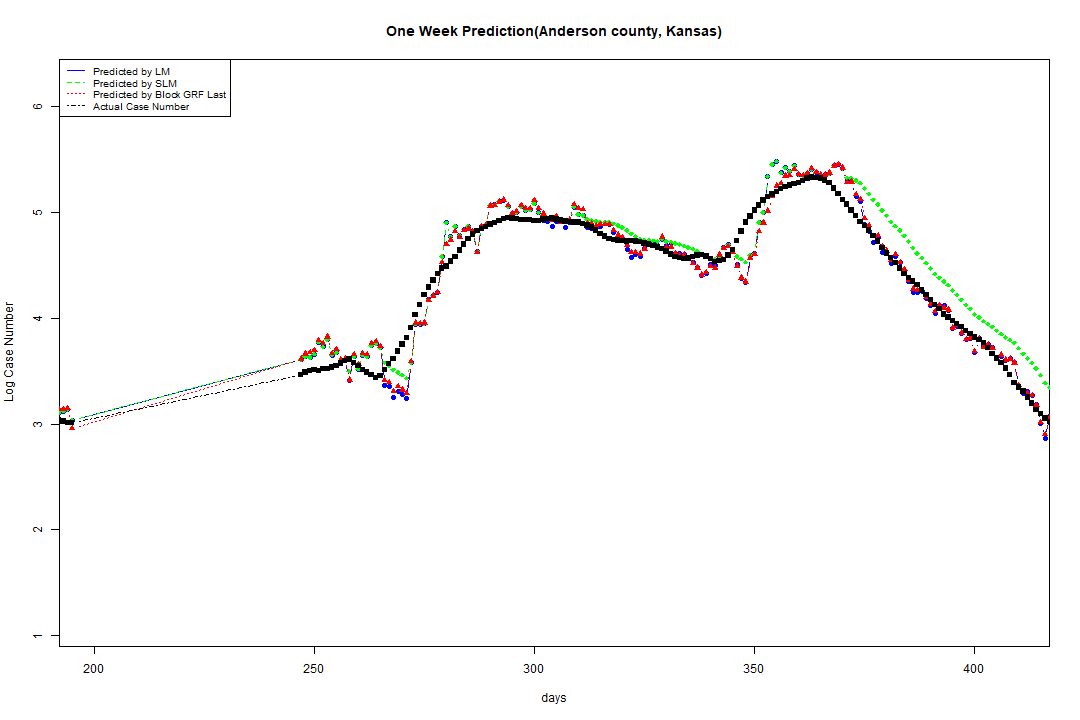 One Week Prediction(Anderson county, Kansas)
Predicted by LM
Predicted by SLM
Predicted by Block GRF Last
Actual Case Number
6
5
4
3
2
1
Log Case Number
200 250 300 350 400
days